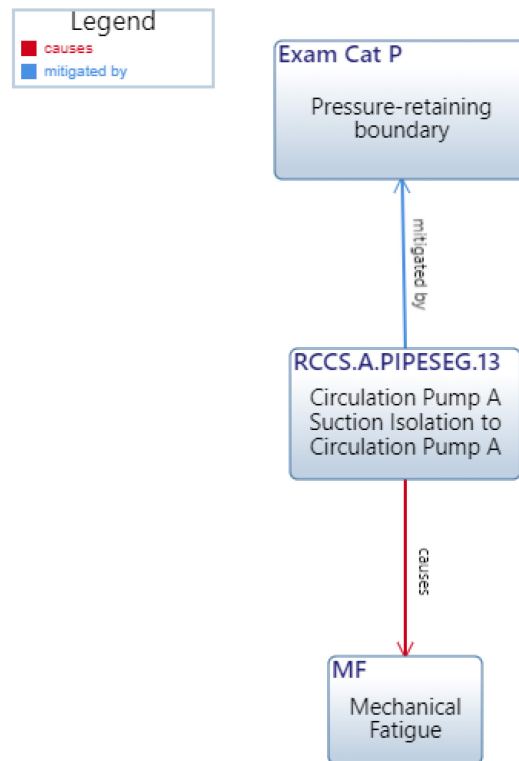 Legend
causes
mitigated by
Exam Cat P
Pressure-retaining
boundary
mitigated by
RCCS.A.PIPESEG.13
Circulation Pump A
Suction Isolation to
Circulation Pump A
causes
MF
Mechanical
Fatigue